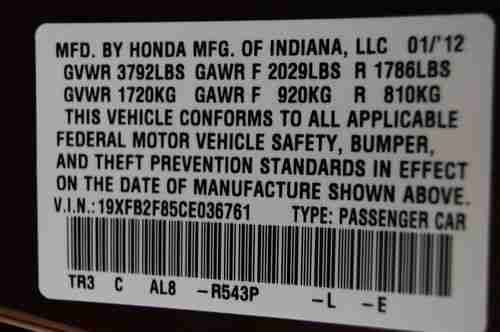 MFD. BY HONDA MFG. OF INDIANA, LLC 01/'12
GVWR 3792LBS GAWR F 2029LBS R 1786LBS
GVWR 1720KG GAWR F 920KG R 810KG
THIS VEHICLE CONFORMS TO ALL APPLICABLE
FEDERAL MOTOR VEHICLE SAFETY, BUMPER,
AND THEFT PREVENTION STANDARDS IN EFFECT
ON THE DATE OF MANUFACTURE SHOWN ABOVE.
V.I.N.:19XFB2F85CE036761 TYPE: PASSENGER CAR
TR3 C AL8 -R543P -L -E